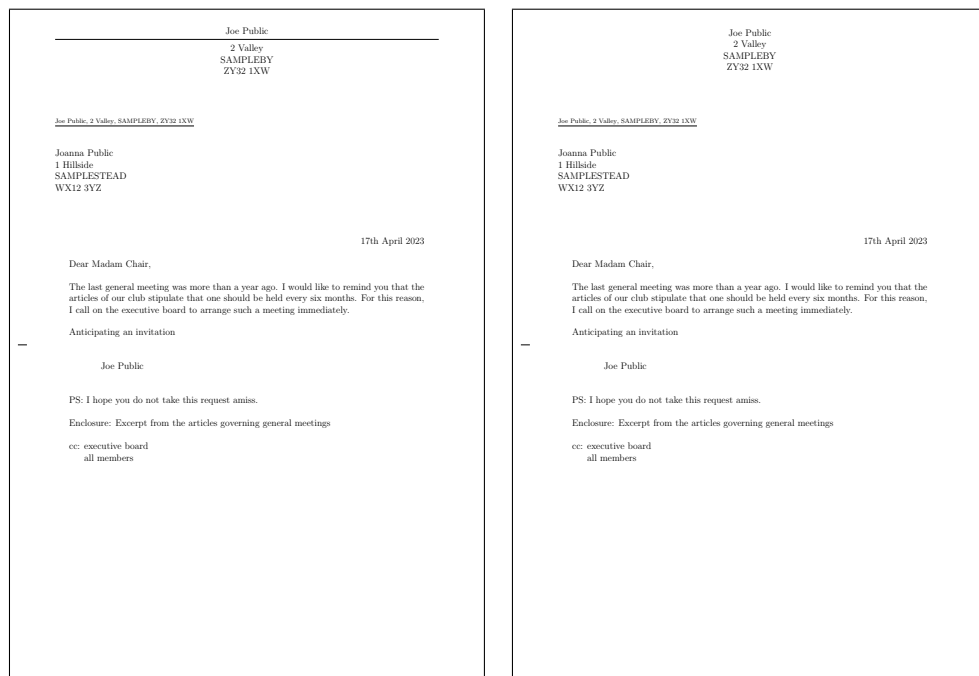 Joe Public
2 Valley
SAMPLEBY
ZY32 1XW
Joe Public, 2 Valley, SAMPLEBY, ZY32 1XW
Joanna Public
1 Hillside
SAMPLESTEAD
WX12 3YZ
17th April 2023
Dear Madam Chair,
The last general meeting was more than a year ago. I would like to remind you that the
articles of our club stipulate that one should be held every six months. For this reason,
I call on the executive board to arrange such a meeting immediately.
Anticipating an invitation
Joe Public
PS: I hope you do not take this request amiss.
Enclosure: Excerpt from the articles governing general meetings
cc: executive board
all members
Joe Public
2 Valley
SAMPLEBY
ZY32 1XW
Joe Public, 2 Valley, SAMPLEBY, ZY32 1XW
Joanna Public
1 Hillside
SAMPLESTEAD
WX12 3YZ
17th April 2023
Dear Madam Chair,
The last general meeting was more than a year ago. I would like to remind you that the
articles of our club stipulate that one should be held every six months. For this reason,
I call on the executive board to arrange such a meeting immediately.
Anticipating an invitation
Joe Public
PS: I hope you do not take this request amiss.
Enclosure: Excerpt from the articles governing general meetings
cc: executive board
all members